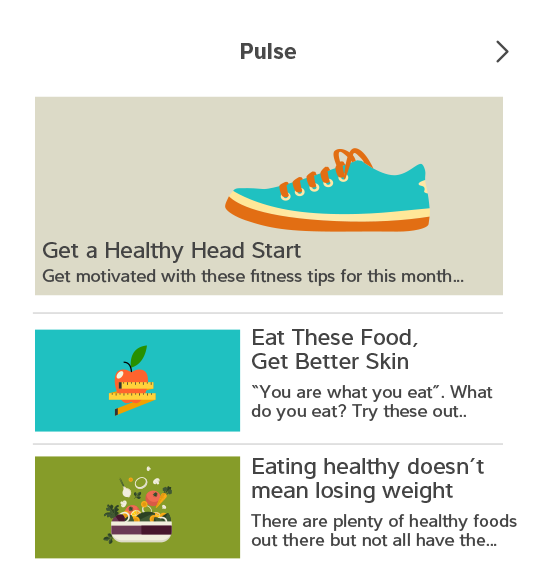 Pulse
Get a Healthy Head Start
Get motivated with these fitness tips for this month...
Eat These Food,
Get Better Skin
“You are what you eat”. What
do you eat? Try these out..
Eating healthy doesn’t
mean losing weight
There are plenty of healthy foods
out there but not all have the...